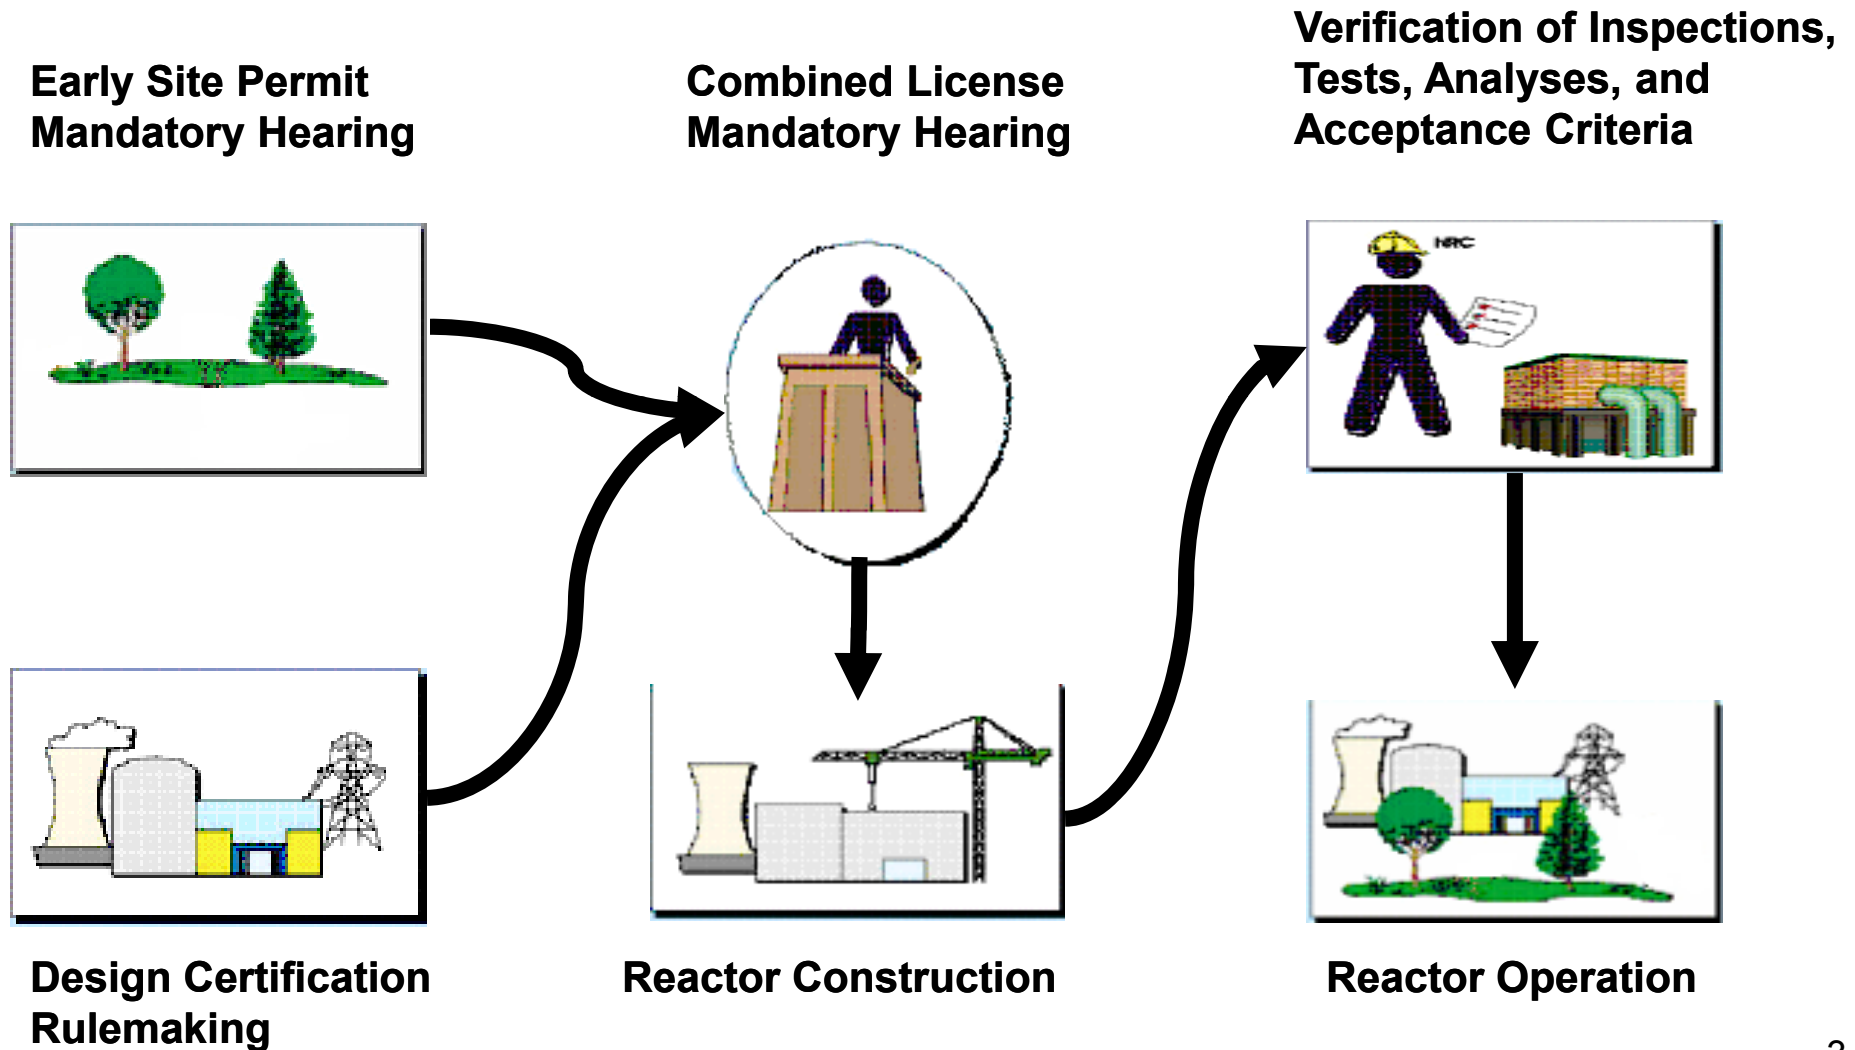 Early Site Permit
Mandatory Hearing
Combined License
Mandatory Hearing
Verification of Inspections,
Tests, Analyses, and
Acceptance Criteria
NRC
Design Certification
Rulemaking
Reactor Construction
Reactor Operation